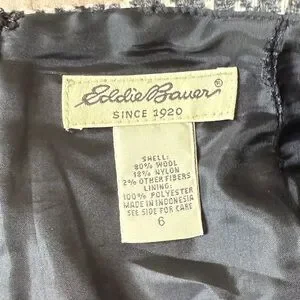 Eddie Bauer®
SINCE 1920
SHELL:
80% WOOL
18% NYLON
2% OTHER FIBERS
LINING:
100% POLYESTER
MADE IN INDONESIA
SEE SIDE FOR CARE
6